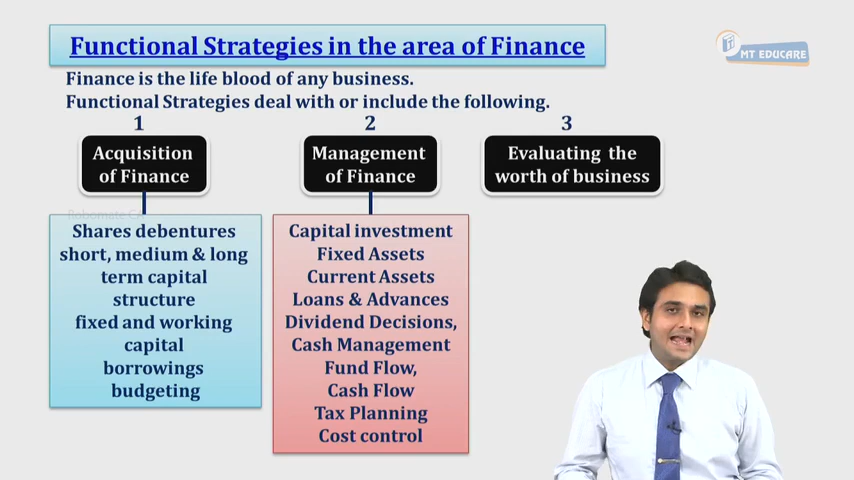 Functional Strategies in the area of Finance
MT EDUCARE
Finance is the life blood of any business.
Functional Strategies deal with or include the following.
1
Acquisition
of Finance
Shares debentures
short, medium & long
term capital
structure
fixed and working
capital
borrowings
budgeting
2
Management
of Finance
Capital investment
Fixed Assets
Current Assets
Loans & Advances
Dividend Decisions,
Cash Management
Fund Flow,
Cash Flow
Tax Planning
Cost control
3
Evaluating the
worth of business